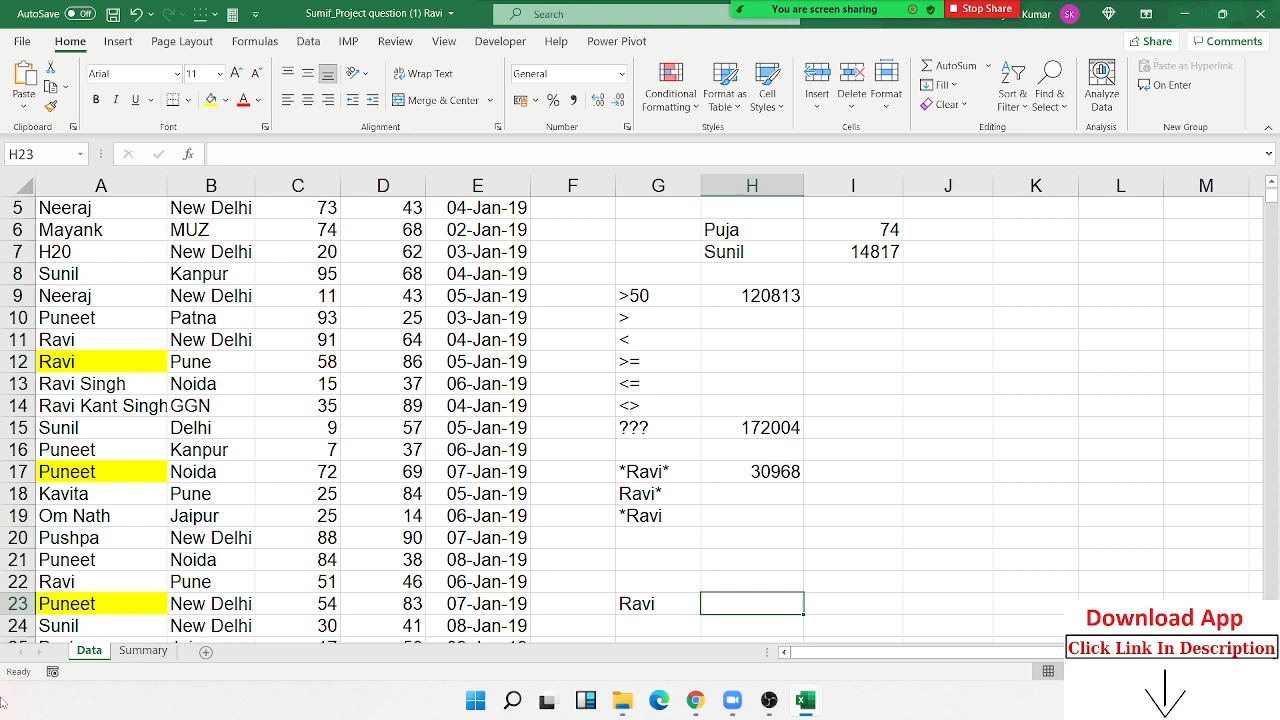 AutoSave Off
Sumif_Project question (1) Ravi
Search
You are screen sharing
Stop Share
Kumar SK
File Home Insert Draw Page Layout Formulas Data IMP Review View Developer Help Power Pivot
Share Comments
Paste
Arial 11
Wrap Text
General
Merge & Center
Conditional Formatting
Format as Table
Cell Styles
Insert Delete Format
AutoSum
Fill
Clear
Sort & Filter
Find & Select
Analyze Data
Paste as Hyperlink
On Enter
Clipboard Font Alignment Number Styles Cells Editing Analysis New Group
H23 fx
A B C D E F G H I J K L M
5 Neeraj New Delhi 73 43 04-Jan-19
6 Mayank MUZ 74 68 02-Jan-19 Puja 74
7 H20 New Delhi 20 62 03-Jan-19 Sunil 14817
8 Sunil Kanpur 95 68 04-Jan-19
9 Neeraj New Delhi 11 43 05-Jan-19 >50 120813
10 Puneet Patna 93 25 03-Jan-19 >
11 Ravi New Delhi 91 64 04-Jan-19 <
12 Ravi Pune 58 86 05-Jan-19 >=
13 Ravi Singh Noida 15 37 06-Jan-19 <=
14 Ravi Kant Singh GGN 35 89 04-Jan-19 <>
15 Sunil Delhi 9 57 05-Jan-19 ??? 172004
16 Puneet Kanpur 7 37 06-Jan-19
17 Puneet Noida 72 69 07-Jan-19 *Ravi* 30968
18 Kavita Pune 25 84 05-Jan-19 Ravi*
19 Om Nath Jaipur 25 14 06-Jan-19 *Ravi
20 Pushpa New Delhi 88 90 07-Jan-19
21 Puneet Noida 84 38 08-Jan-19
22 Ravi Pune 51 46 06-Jan-19
23 Puneet New Delhi 54 83 07-Jan-19 Ravi
24 Sunil New Delhi 30 41 08-Jan-19
Data Summary
Ready
Download App
Click Link In Description